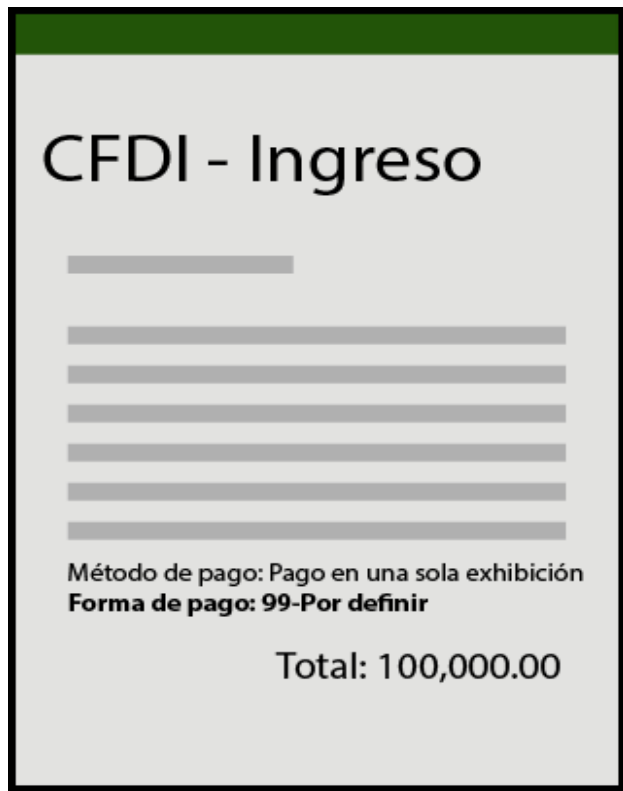 CFDI - Ingreso
Método de pago: Pago en una sola exhibición
Forma de pago: 99-Por definir
Total: 100,000.00